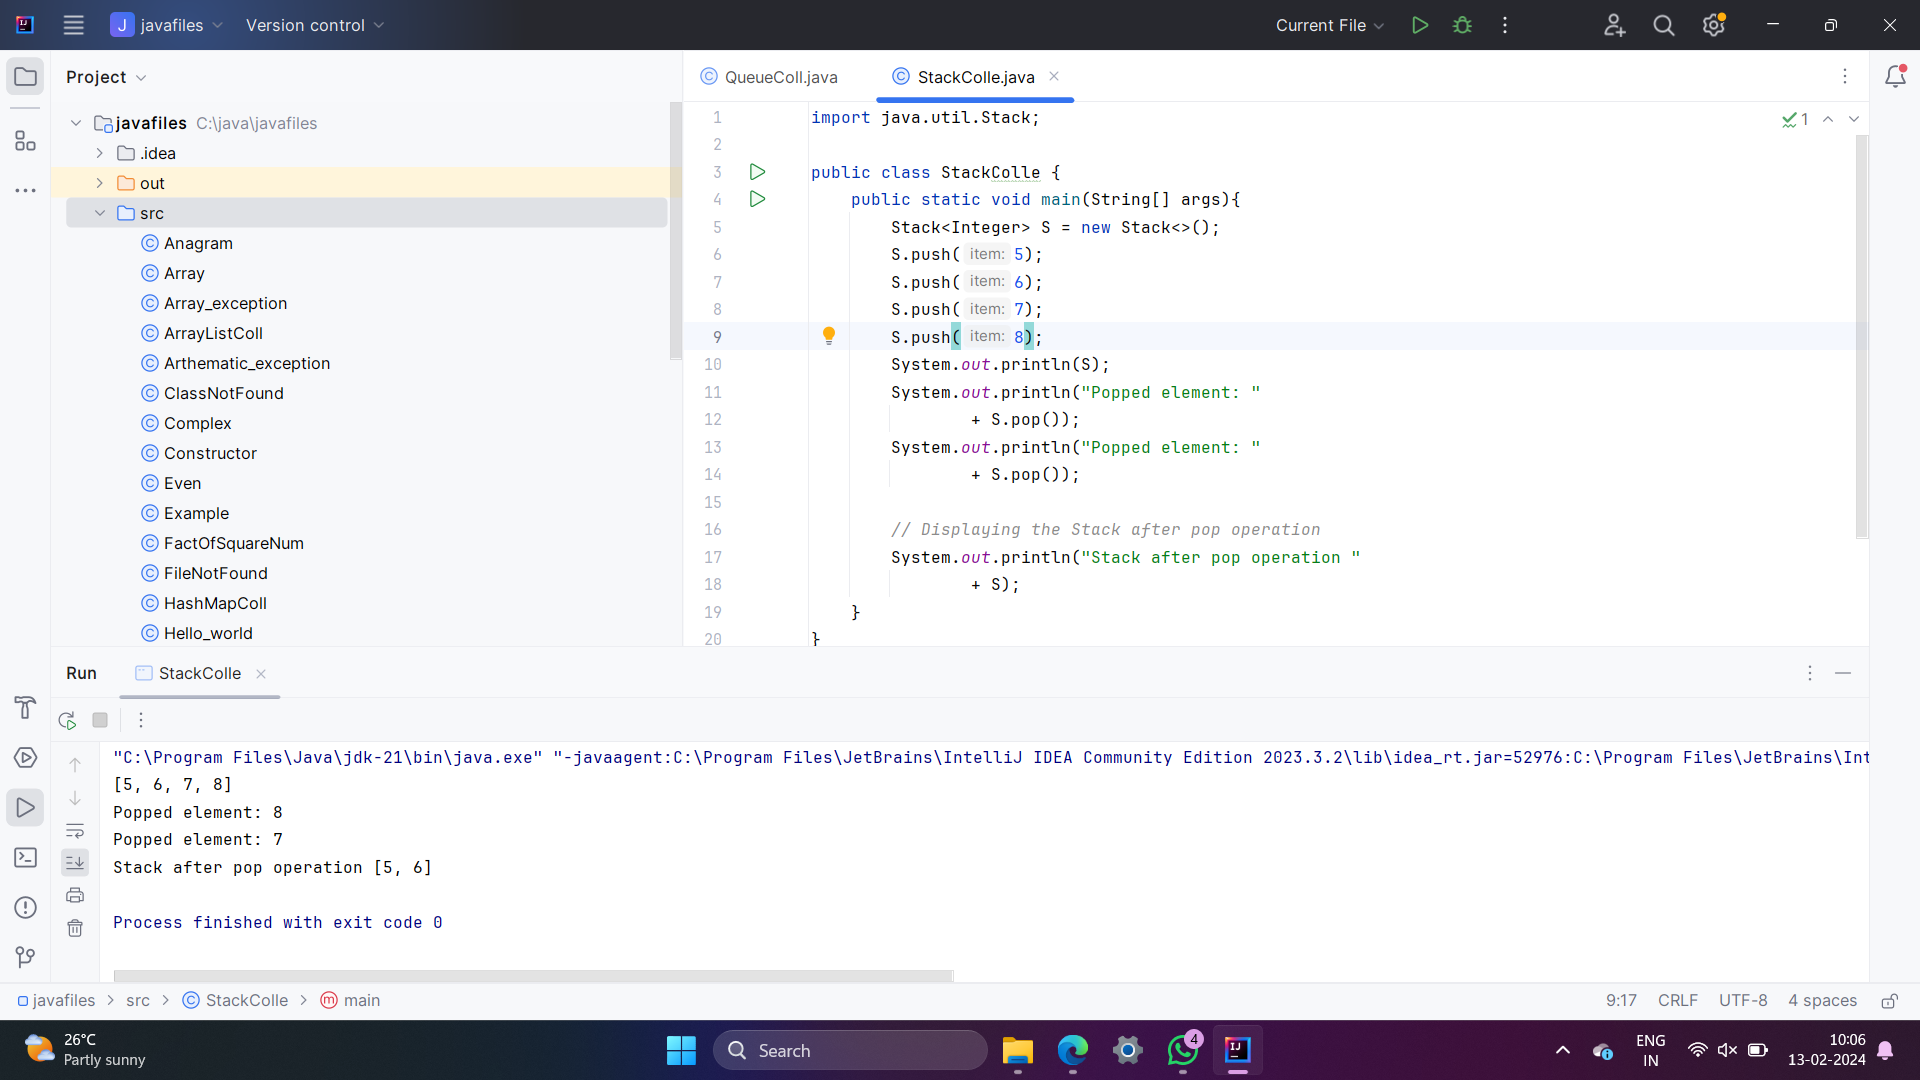 J javafiles Version control Current File
Project
javafiles C:\java\javafiles
.idea
out
src
Anagram
Array
Array_exception
ArrayListColl
Arthematic_exception
ClassNotFound
Complex
Constructor
Even
Example
FactOfSquareNum
FileNotFound
HashMapColl
Hello_world
QueueColl.java StackColle.java
1 import java.util.Stack;
2
3 public class StackColle {
4 public static void main(String[] args){
5 Stack<Integer> S = new Stack<>();
6 S.push( item: 5);
7 S.push( item: 6);
8 S.push( item: 7);
9 S.push( item: 8);
10 System.out.println(S);
11 System.out.println("Popped element: "
12 + S.pop());
13 System.out.println("Popped element: "
14 + S.pop());
15
16 // Displaying the Stack after pop operation
17 System.out.println("Stack after pop operation "
18 + S);
19 }
20 }
1
Run StackColle
"C:\Program Files\Java\jdk-21\bin\java.exe" "-javaagent:C:\Program Files\JetBrains\IntelliJ IDEA Community Edition 2023.3.2\lib\idea_rt.jar=52976:C:\Program Files\JetBrains\Int
[5, 6, 7, 8]
Popped element: 8
Popped element: 7
Stack after pop operation [5, 6]
Process finished with exit code 0
javafiles > src > StackColle > m main
9:17 CRLF UTF-8 4 spaces
26°C
Partly sunny
Search
4
IJ
ENG
IN
10:06
13-02-2024